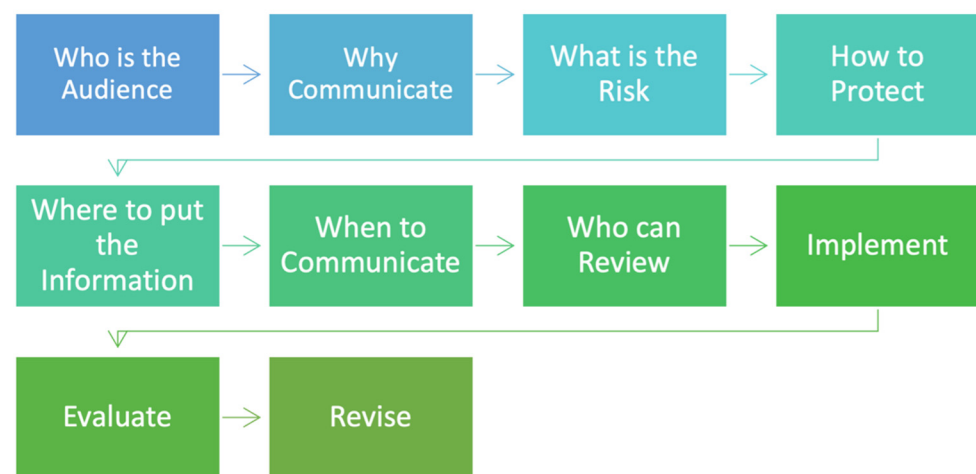 Who is the
Audience
Why
Communicate
What is the
Risk
How to
Protect
Where to put
the
Information
When to
Communicate
Who can
Review
Implement
Evaluate
Revise